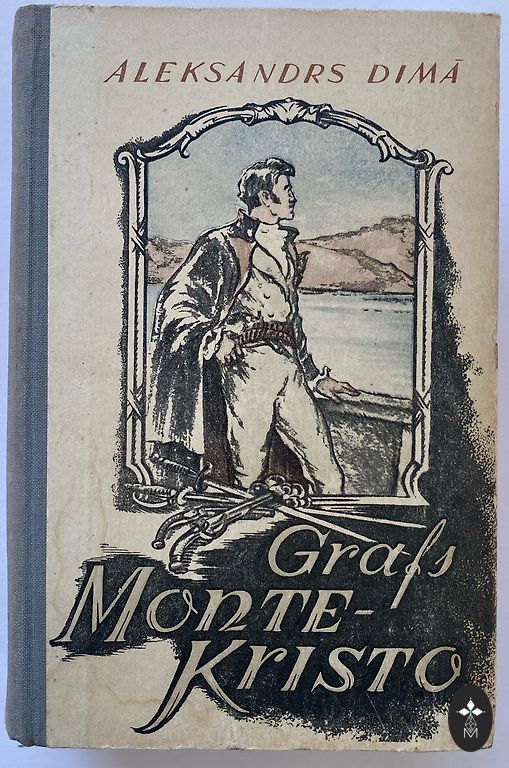 ALEKSANDRS DIMĀ
Grafs
MONTE-
KRISTO